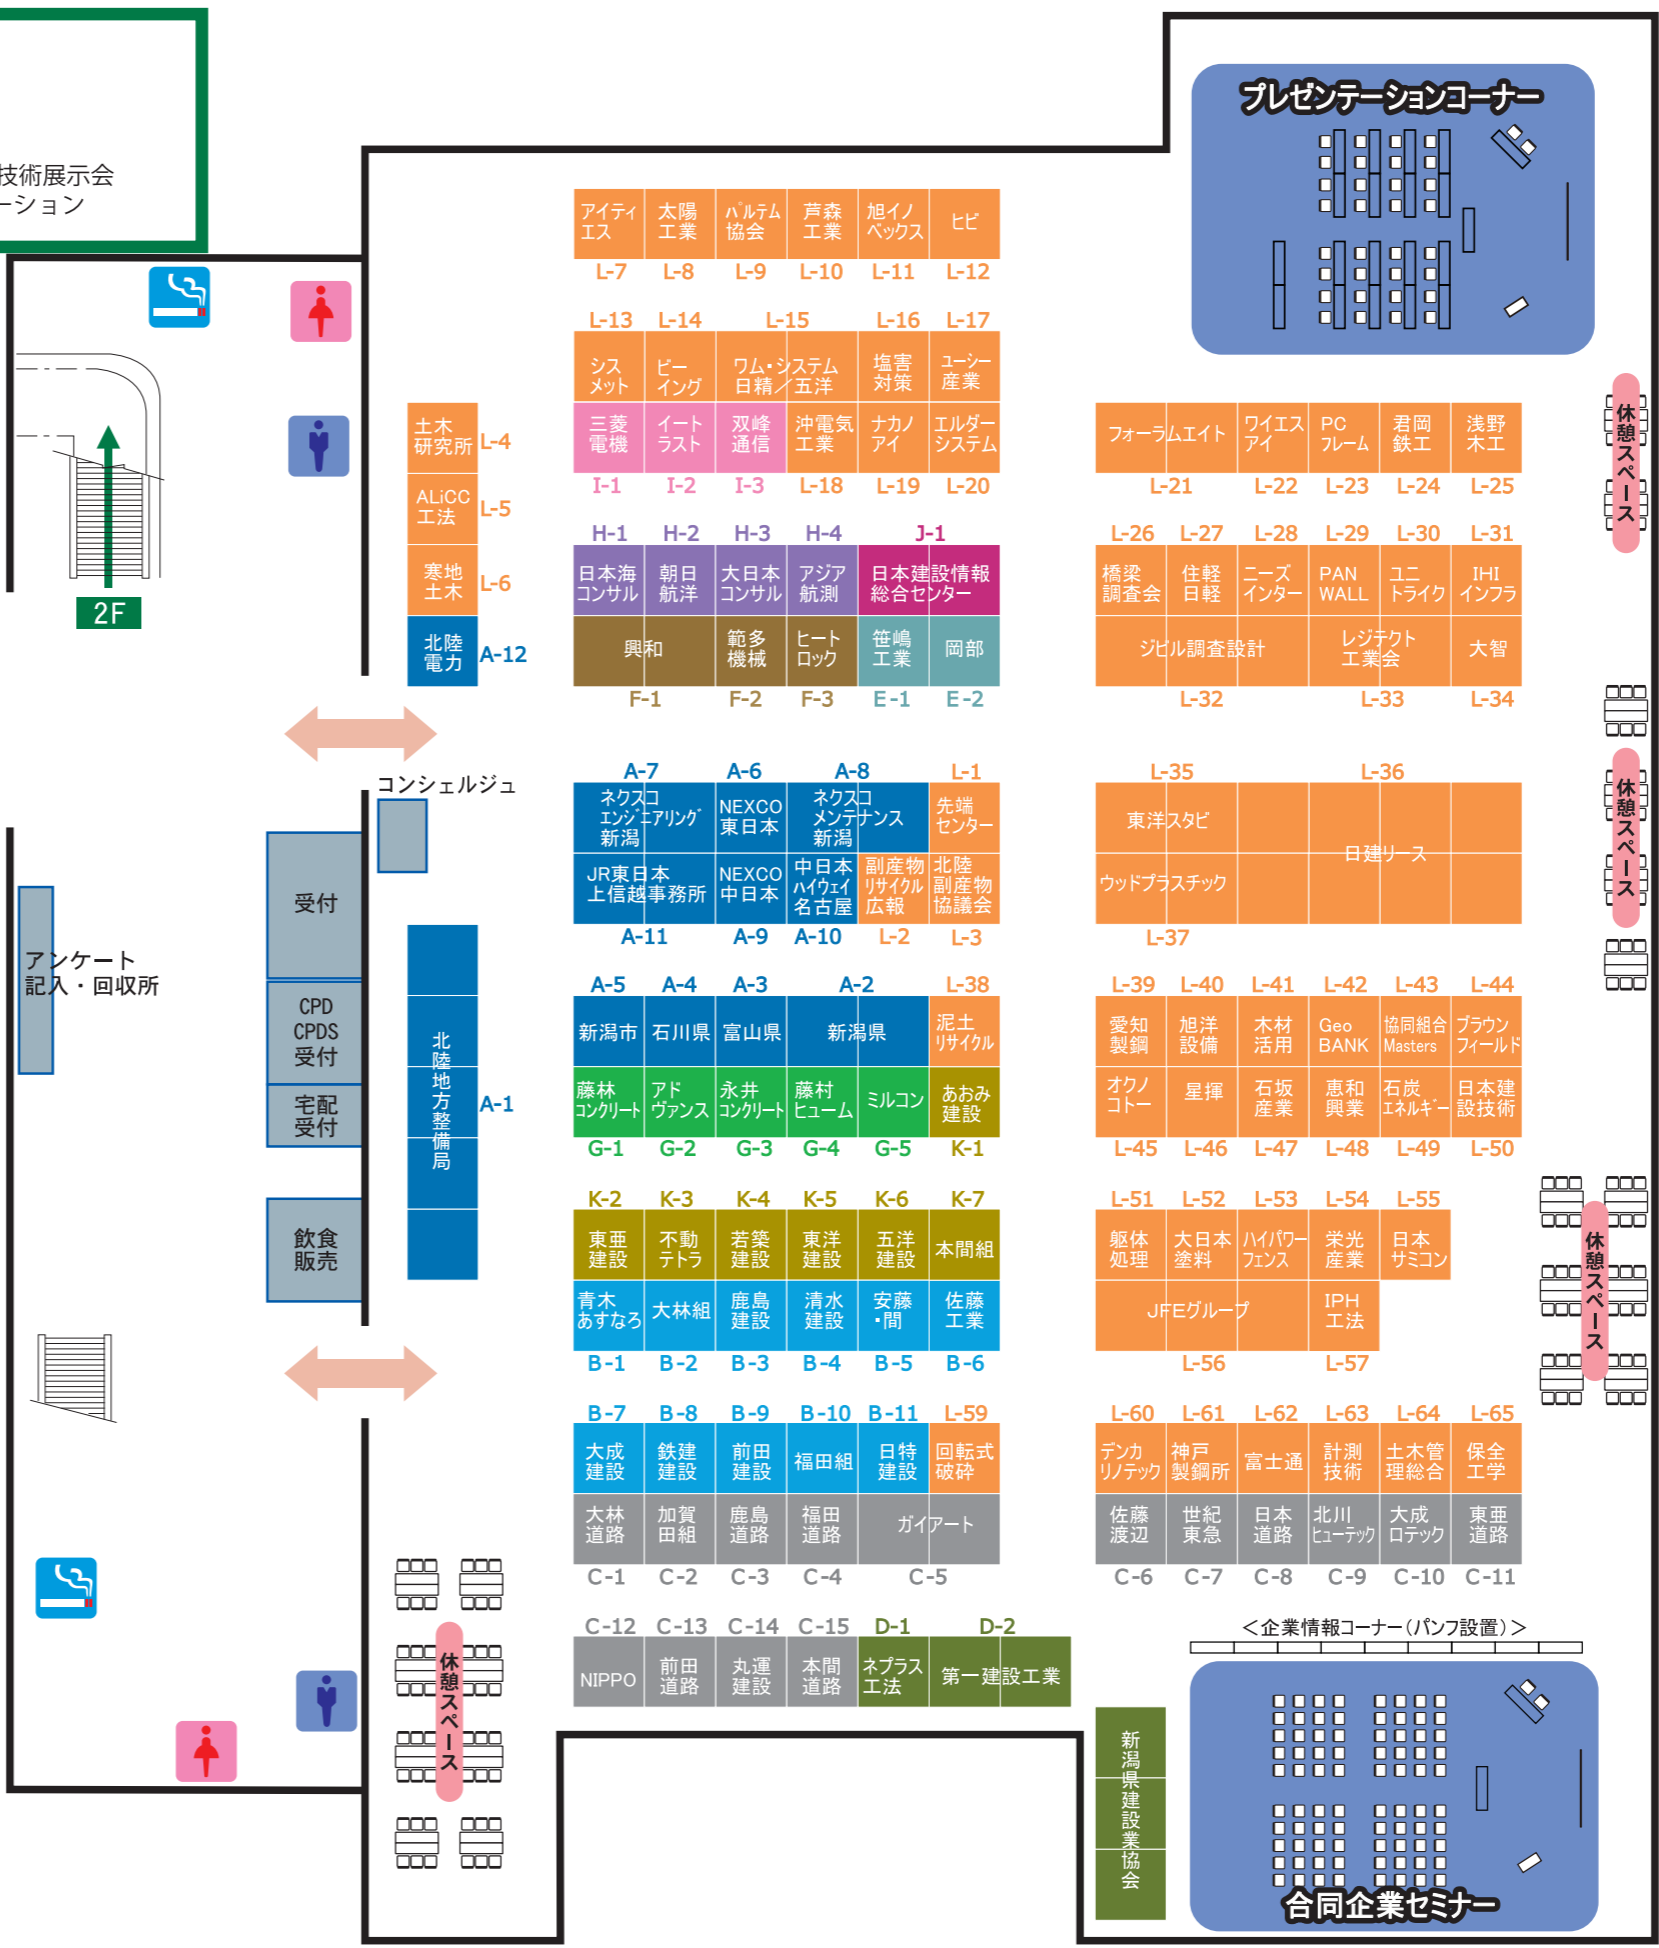 技術展示会
ーション
プレゼンテーションコーナー
アイティ
エス
太陽
工業
パルテム
協会
芦森
工業
旭イノ
ベックス
ヒビ
L-7
L-8
L-9
L-10
L-11
L-12
L-13
L-14
L-15
L-16
L-17
シス
メット
ビー
イング
ワム・システム
日精／五洋
塩害
対策
ユーシー
産業
三菱
電機
イート
ラスト
双峰
通信
沖電気
工業
ナカノ
アイ
エルダー
システム
I-1
I-2
I-3
L-18
L-19
L-20
土木
研究所
L-4
ALiCC
工法
L-5
寒地
土木
L-6
北陸
電力
A-12
フォーラムエイト
ワイエス
アイ
PC
フレーム
君岡
鉄工
浅野
木工
L-21
L-22
L-23
L-24
L-25
休憩スペース
2F
H-1
H-2
H-3
H-4
J-1
日本海
コンサル
朝日
航洋
大日本
コンサル
アジア
航測
日本建設情報
総合センター
興和
範多
機械
ヒート
ロック
笹嶋
工業
岡部
F-1
F-2
F-3
E-1
E-2
L-26
L-27
L-28
L-29
L-30
L-31
橋梁
調査会
住軽
日軽
ニーズ
インター
PAN
WALL
ユニ
トライク
IHI
インフラ
ジビル調査設計
レジテクト
工業会
大智
L-32
L-33
L-34
コンシェルジュ
A-7
A-6
A-8
L-1
ネクスコ
エンジニアリング
新潟
NEXCO
東日本
ネクスコ
メンテナンス
新潟
先端
センター
JR東日本
上信越事務所
NEXCO
中日本
中日本
ハイウェイ
名古屋
副産物
リサイクル
広報
北陸
副産物
協議会
A-11
A-9
A-10
L-2
L-3
L-35
L-36
東洋スタビ
日建リース
ウッドプラスチック
L-37
休憩スペース
受付
アンケート
記入・回収所
CPD
CPDS
受付
宅配
受付
飲食
販売
北陸地方整備局
A-1
A-5
A-4
A-3
A-2
L-38
新潟市
石川県
富山県
新潟県
泥土
リサイクル
藤林
コンクリート
アド
ヴァンス
永井
コンクリート
藤村
ヒューム
ミルコン
あおみ
建設
G-1
G-2
G-3
G-4
G-5
K-1
L-39
L-40
L-41
L-42
L-43
L-44
愛知
製鋼
旭洋
設備
木材
活用
Geo
BANK
協同組合
Masters
ブラウン
フィールド
オクノ
コトー
星揮
石坂
産業
恵和
興業
石炭
エネルギー
日本建
設技術
L-45
L-46
L-47
L-48
L-49
L-50
K-2
K-3
K-4
K-5
K-6
K-7
東亜
建設
不動
テトラ
若築
建設
東洋
建設
五洋
建設
本間組
青木
あすなろ
大林組
鹿島
建設
清水
建設
安藤
・間
佐藤
工業
B-1
B-2
B-3
B-4
B-5
B-6
L-51
L-52
L-53
L-54
L-55
躯体
処理
大日本
塗料
ハイパワー
フェンス
栄光
産業
日本
サミコン
JFEグループ
IPH
工法
L-56
L-57
休憩スペース
B-7
B-8
B-9
B-10
B-11
L-59
大成
建設
鉄建
建設
前田
建設
福田組
日特
建設
回転式
破砕
大林
道路
加賀
田組
鹿島
道路
福田
道路
ガイアート
C-1
C-2
C-3
C-4
C-5
L-60
L-61
L-62
L-63
L-64
L-65
デンカ
リノテック
神戸
製鋼所
富士通
計測
技術
土木管
理総合
保全
工学
佐藤
渡辺
世紀
東急
日本
道路
北川
ヒューテック
大成
ロテック
東亜
道路
C-6
C-7
C-8
C-9
C-10
C-11
C-12
C-13
C-14
C-15
D-1
D-2
NIPPO
前田
道路
丸運
建設
本間
道路
ネプラス
工法
第一建設工業
休憩スペース
＜企業情報コーナー（パンフ設置）＞
新潟県建設業協会
合同企業セミナー